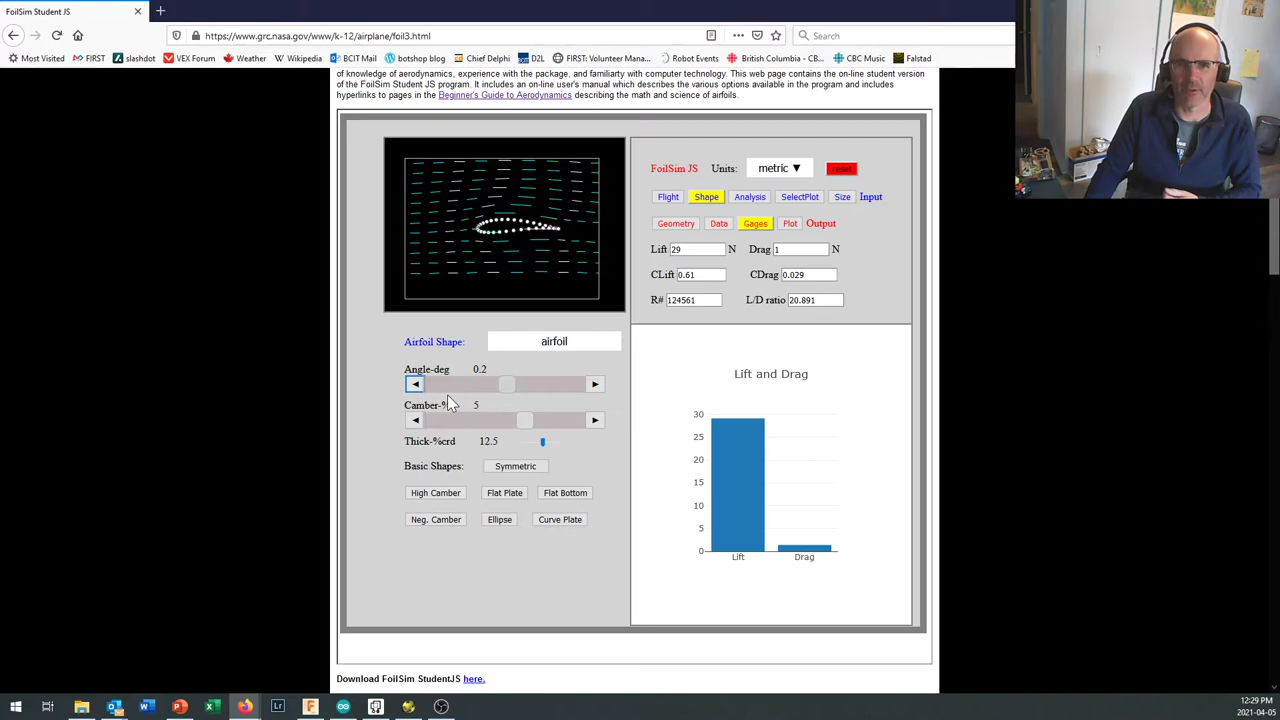 FoilSim Student JS
https://www.grc.nasa.gov/www/k-12/airplane/foil3.html
Search
Most Visited FIRST slashdot VEX Forum Weather Wikipedia BCIT Mail botshop blog Chief Delphi D2L FIRST: Volunteer Mana... Robot Events British Columbia - CB... CBC Music Falstad
of knowledge of aerodynamics, experience with the package, and familiarty with computer technology. This web page contains the on-line student version
of the FoilSim Student JS program. It includes an on-line user's manual which describes the various options available in the program and includes
hyperlinks to pages in the Beginner's Guide to Aerodynamics describing the math and science of airfoils.
FoilSim JS Units: metric ▼ reset
Flight Shape Analysis SelectPlot Size Input
Geometry Data Gages Plot Output
Lift 29 N Drag 1 N
CLift 0.61 CDrag 0.029
R# 124561 L/D ratio 20.891
Airfoil Shape: airfoil
Angle-deg 0.2
Camber-% 5
Thick-%crd 12.5
Basic Shapes: Symmetric
High Camber Flat Plate Flat Bottom
Neg. Camber Ellipse Curve Plate
Lift and Drag
30
25
20
15
10
5
0
Lift Drag
Download FoilSim StudentJS here.
12:29 PM
2021-04-05